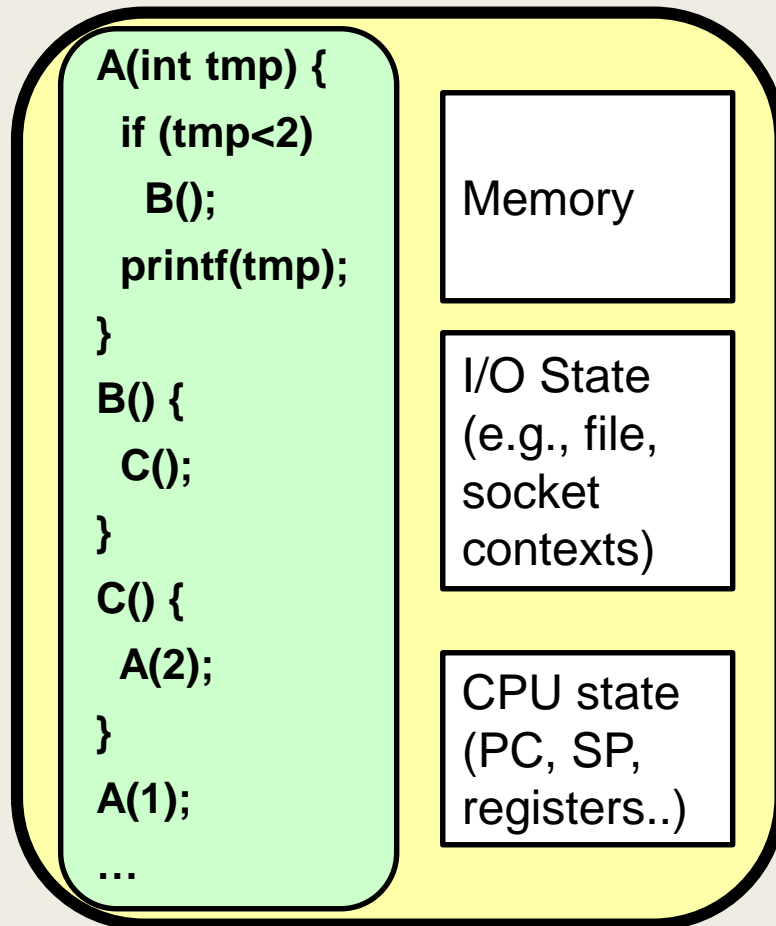 A(int tmp) {
if (tmp<2)
B();
printf(tmp);
}
B() {
C();
}
C() {
A(2);
}
A(1);
…
Memory
I/O State
(e.g., file,
socket
contexts)
CPU state
(PC, SP,
registers..)